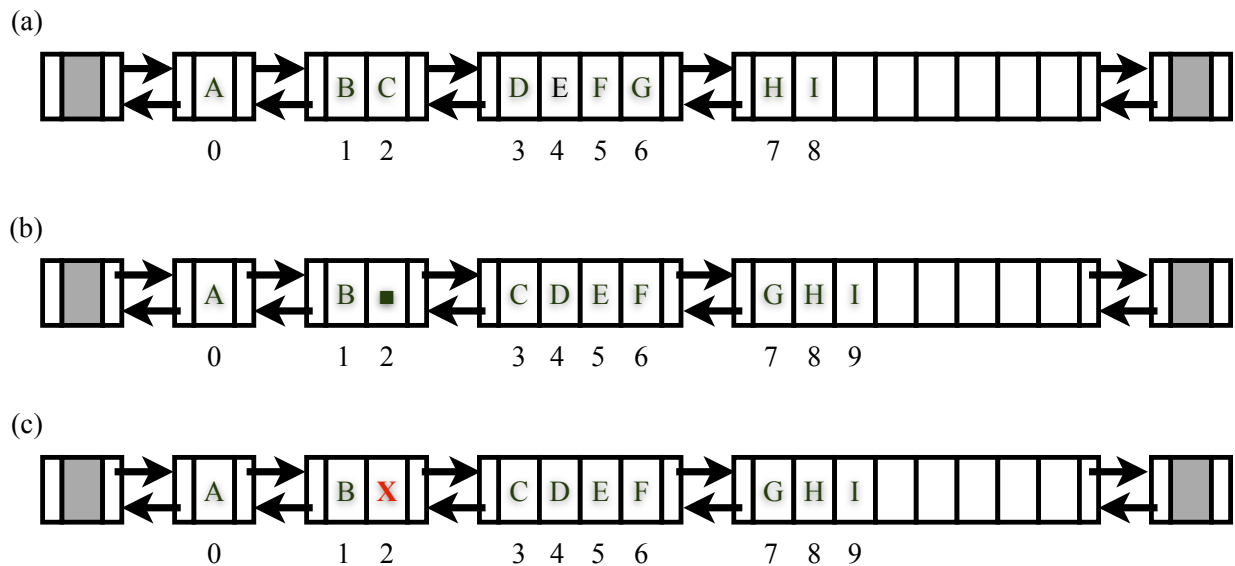 (a)
A B C D E F G H I
0 1 2 3 4 5 6 7 8
(b)
A B ■ C D E F G H I
0 1 2 3 4 5 6 7 8 9
(c)
A B X C D E F G H I
0 1 2 3 4 5 6 7 8 9